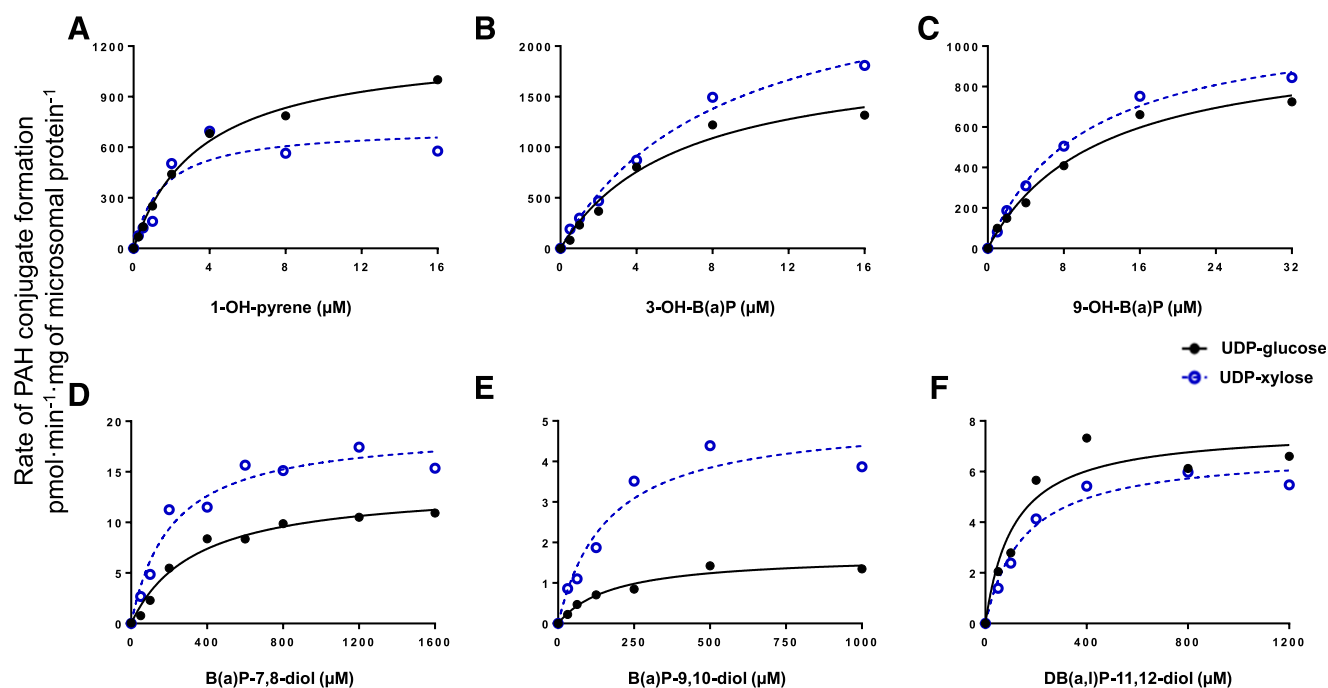 A
B
C
Rate of PAH conjugate formation
pmol·min⁻¹·mg of microsomal protein⁻¹
1200
900
600
300
0
0 4 8 12 16
1-OH-pyrene (µM)
2000
1500
1000
500
0
0 4 8 12 16
3-OH-B(a)P (µM)
1000
800
600
400
200
0
0 8 16 24 32
9-OH-B(a)P (µM)
UDP-glucose
UDP-xylose
D
E
F
20
15
10
5
0
0 400 800 1200 1600
B(a)P-7,8-diol (µM)
5
4
3
2
1
0
0 250 500 750 1000
B(a)P-9,10-diol (µM)
8
6
4
2
0
0 400 800 1200
DB(a,l)P-11,12-diol (µM)